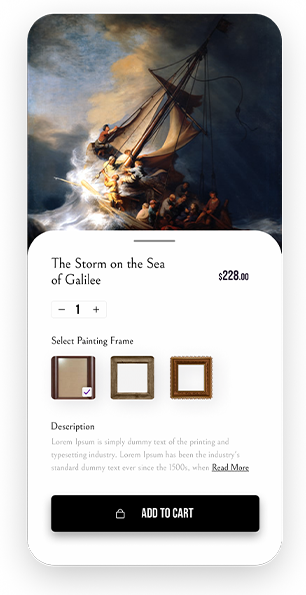 The Storm on the Sea
of Galilee
$228.00
− 1 +
Select Painting Frame
Description
Lorem Ipsum is simply dummy text of the printing and
typesetting industry. Lorem Ipsum has been the industry's
standard dummy text ever since the 1500s, when Read More
ADD TO CART